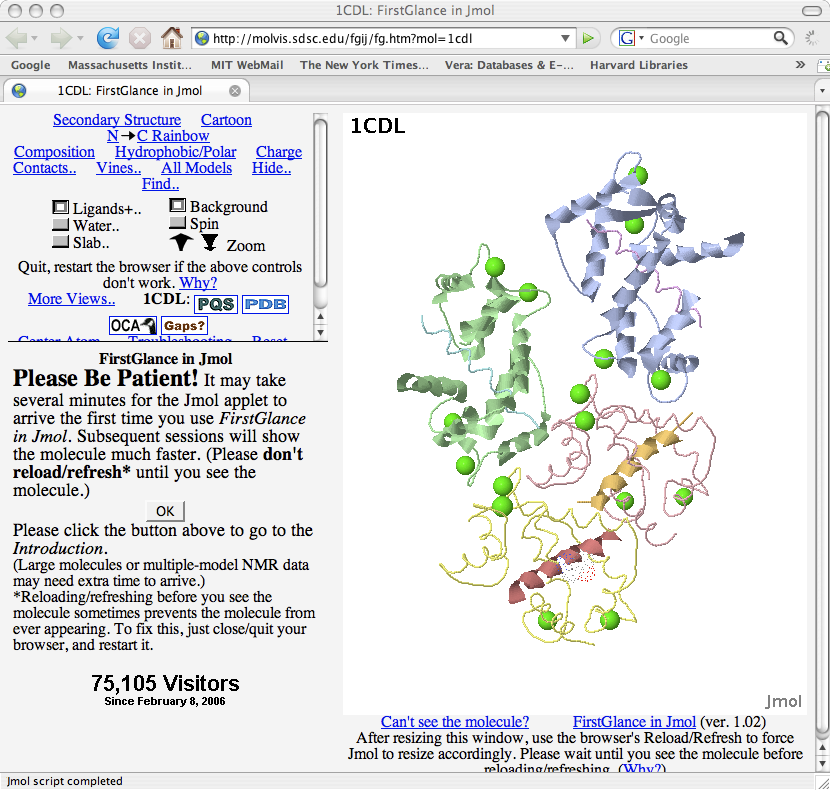 1CDL: FirstGlance in Jmol
http://molvis.sdsc.edu/fgij/fg.htm?mol=1cdl
G Google
Google Massachusetts Instit... MIT WebMail The New York Times... Vera: Databases & E-... Harvard Libraries »
1CDL: FirstGlance in Jmol
Secondary Structure Cartoon
N→C Rainbow
Composition Hydrophobic/Polar Charge
Contacts.. Vines.. All Models Hide..
Find..
Ligands+.. Background
Water.. Spin
Slab.. Zoom
Quit, restart the browser if the above controls
don't work. Why?
More Views.. 1CDL: PQS PDB
OCA Gaps?
Center Atom Troubleshooting Reset
FirstGlance in Jmol
Please Be Patient! It may take
several minutes for the Jmol applet to
arrive the first time you use FirstGlance
in Jmol. Subsequent sessions will show
the molecule much faster. (Please don't
reload/refresh* until you see the
molecule.)
OK
Please click the button above to go to the
Introduction.
(Large molecules or multiple-model NMR data
may need extra time to arrive.)
*Reloading/refreshing before you see the
molecule sometimes prevents the molecule from
ever appearing. To fix this, just close/quit your
browser, and restart it.
75,105 Visitors
Since February 8, 2006
1CDL
Jmol
Can't see the molecule? FirstGlance in Jmol (ver. 1.02)
After resizing this window, use the browser's Reload/Refresh to force
Jmol to resize accordingly. Please wait until you see the molecule before
reloading/refreshing. (Why?)
Jmol script completed